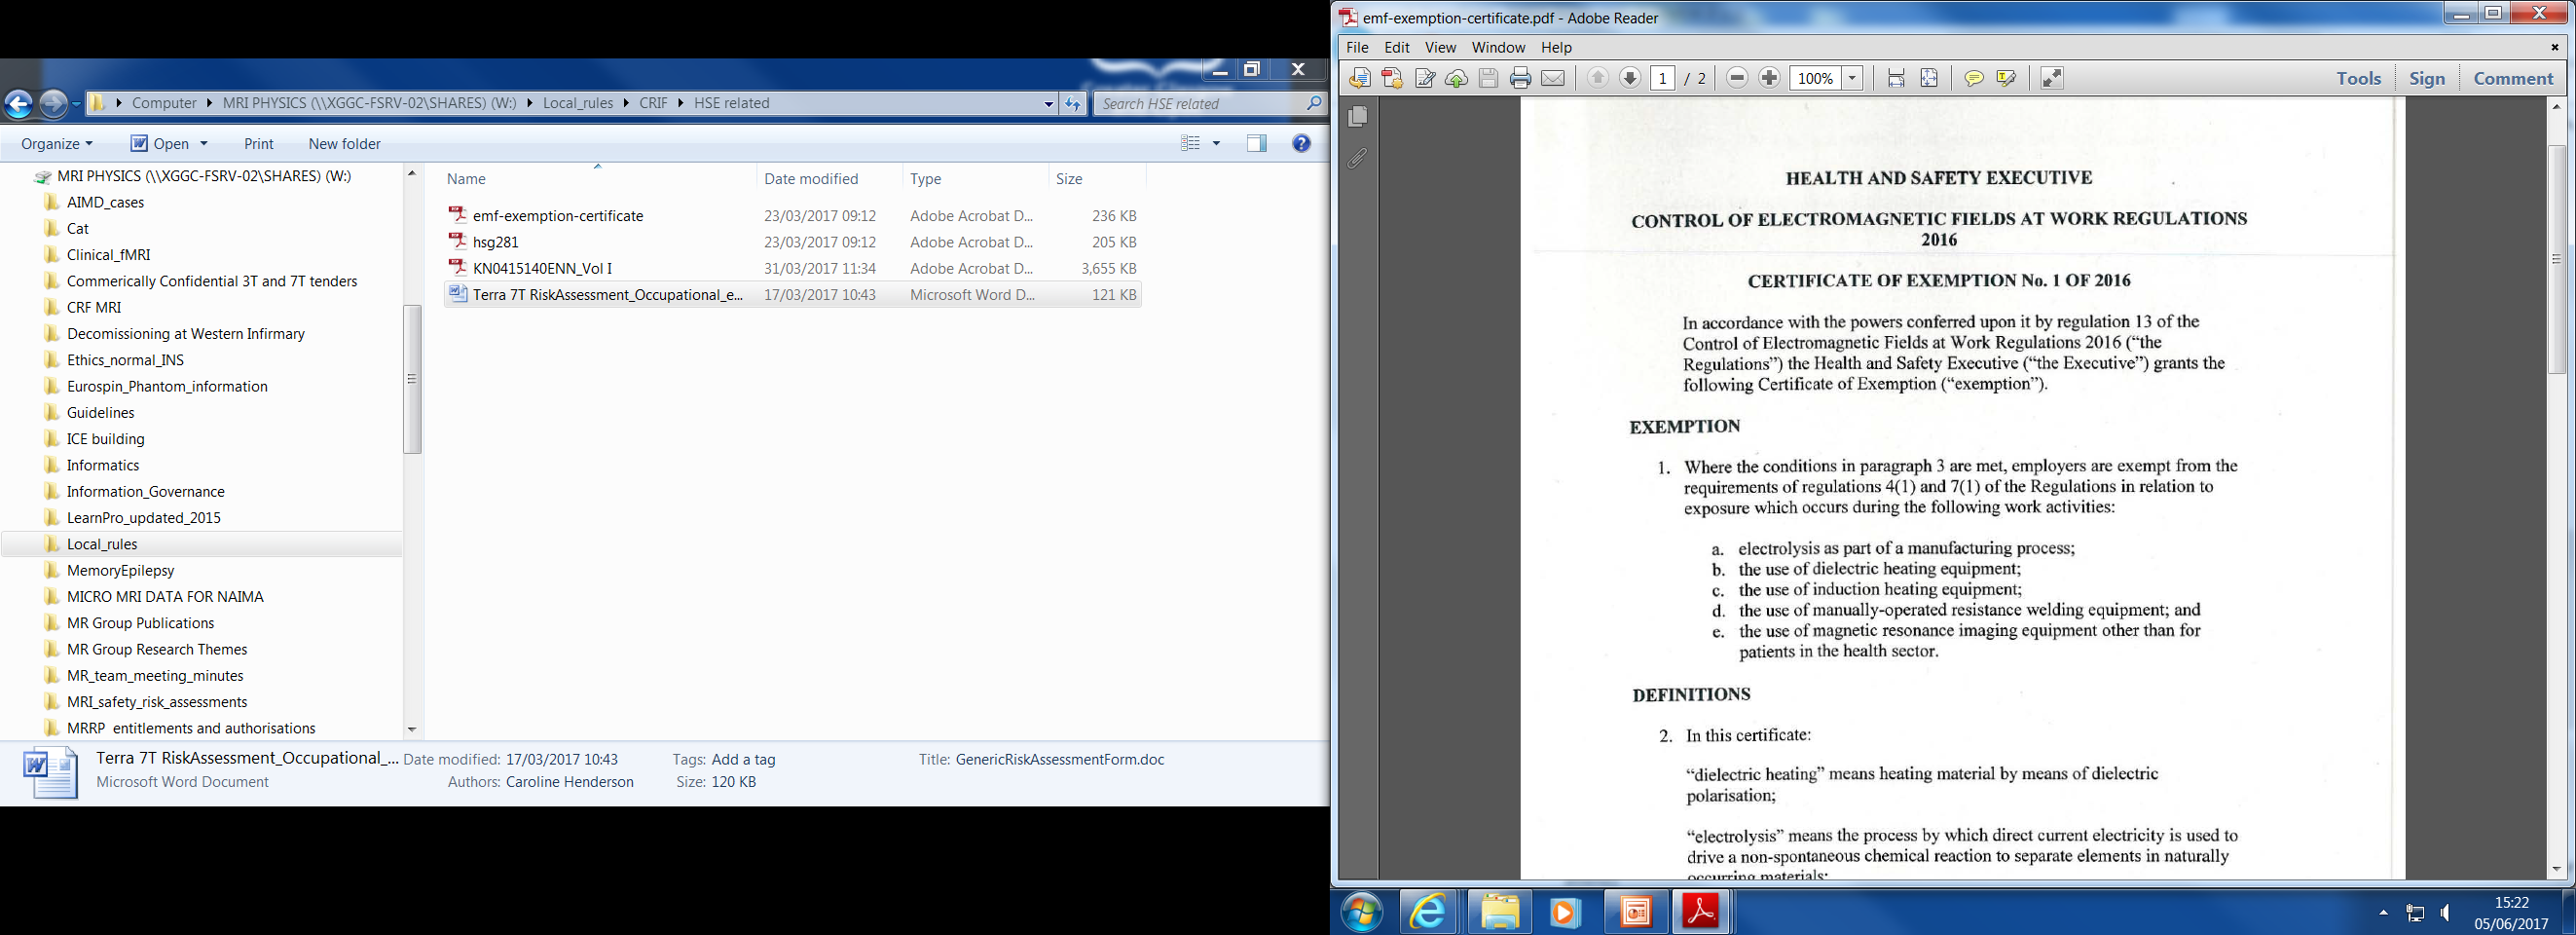 Computer ▸ MRI PHYSICS (\\XGGC-FSRV-02\SHARES) (W:) ▸ Local_rules ▸ CRIF ▸ HSE related
Search HSE related
Organize Open Print New folder
MRI PHYSICS (\\XGGC-FSRV-02\SHARES) (W:)
AIMD_cases
Cat
Clinical_fMRI
Commerically Confidential 3T and 7T tenders
CRF MRI
Decomissioning at Western Infirmary
Ethics_normal_INS
Eurospin_Phantom_information
Guidelines
ICE building
Informatics
Information_Governance
LearnPro_updated_2015
Local_rules
MemoryEpilepsy
MICRO MRI DATA FOR NAIMA
MR Group Publications
MR Group Research Themes
MR_team_meeting_minutes
MRI_safety_risk_assessments
MRRP entitlements and authorisations
Name Date modified Type Size
emf-exemption-certificate 23/03/2017 09:12 Adobe Acrobat D... 236 KB
hsg281 23/03/2017 09:12 Adobe Acrobat D... 205 KB
KN0415140ENN_Vol I 31/03/2017 11:34 Adobe Acrobat D... 3,655 KB
Terra 7T RiskAssessment_Occupational_e... 17/03/2017 10:43 Microsoft Word D... 121 KB
Terra 7T RiskAssessment_Occupational_... Date modified: 17/03/2017 10:43 Tags: Add a tag Title: GenericRiskAssessmentForm.doc
Microsoft Word Document Authors: Caroline Henderson Size: 120 KB
emf-exemption-certificate.pdf - Adobe Reader
File Edit View Window Help
1 / 2 100% Tools Sign Comment
HEALTH AND SAFETY EXECUTIVE
CONTROL OF ELECTROMAGNETIC FIELDS AT WORK REGULATIONS
2016
CERTIFICATE OF EXEMPTION No. 1 OF 2016
In accordance with the powers conferred upon it by regulation 13 of the
Control of Electromagnetic Fields at Work Regulations 2016 (“the
Regulations”) the Health and Safety Executive (“the Executive”) grants the
following Certificate of Exemption (“exemption”).
EXEMPTION
1. Where the conditions in paragraph 3 are met, employers are exempt from the
requirements of regulations 4(1) and 7(1) of the Regulations in relation to
exposure which occurs during the following work activities:
a. electrolysis as part of a manufacturing process;
b. the use of dielectric heating equipment;
c. the use of induction heating equipment;
d. the use of manually-operated resistance welding equipment; and
e. the use of magnetic resonance imaging equipment other than for
patients in the health sector.
DEFINITIONS
2. In this certificate:
“dielectric heating” means heating material by means of dielectric
polarisation;
“electrolysis” means the process by which direct current electricity is used to
drive a non-spontaneous chemical reaction to separate elements in naturally
occurring materials;
15:22
05/06/2017